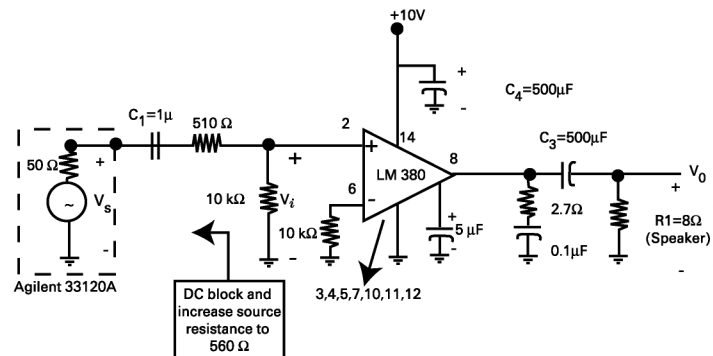 +10V
+
-
C4=500µF
C1=1µ
510 Ω
2
14
C3=500µF
50 Ω
+
Vs
~
-
+
Vi
-
10 kΩ
+
LM 380
-
8
6
10 kΩ
+
5 µF
-
2.7Ω
0.1µF
V0
+
R1=8Ω
(Speaker)
-
Agilent 33120A
DC block and
increase source
resistance to
560 Ω
3,4,5,7,10,11,12